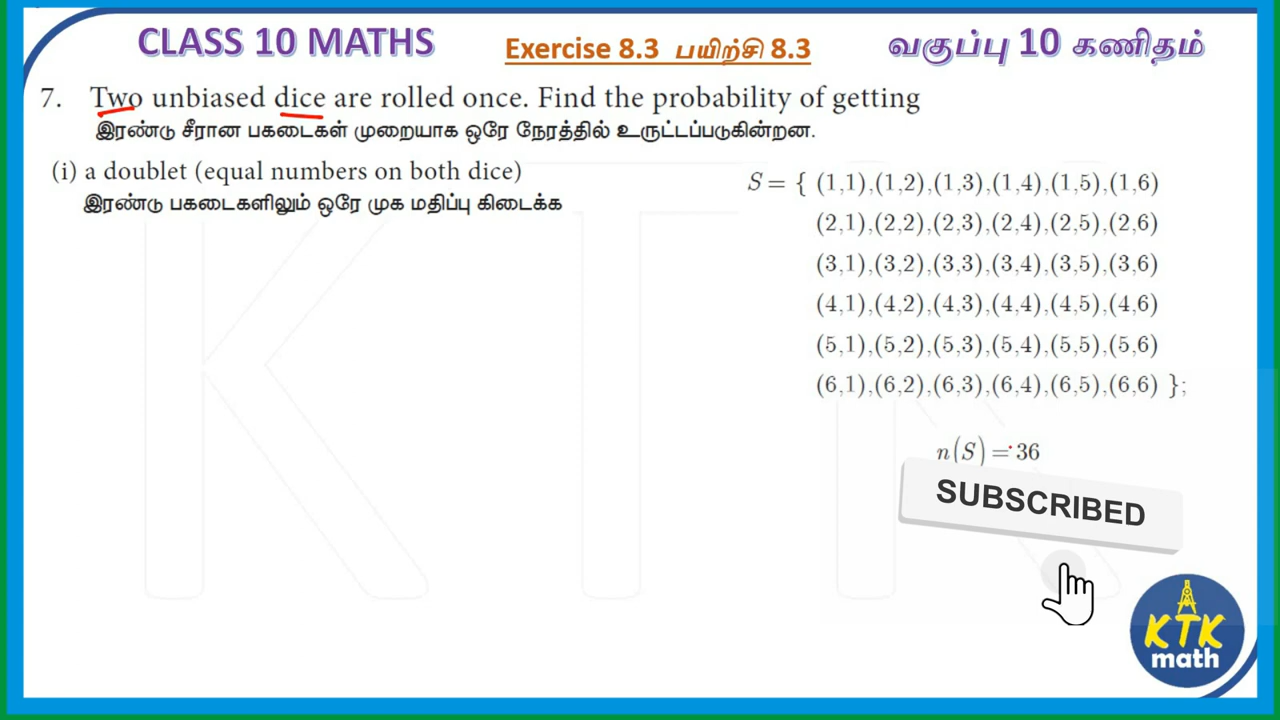 CLASS 10 MATHS Exercise 8.3 பயிற்சி 8.3 வகுப்பு 10 கணிதம்
7. Two unbiased dice are rolled once. Find the probability of getting
இரண்டு சீரான பகடைகள் முறையாக ஒரே நேரத்தில் உருட்டப்படுகின்றன.
(i) a doublet (equal numbers on both dice)
இரண்டு பகடைகளிலும் ஒரே முக மதிப்பு கிடைக்க
S = { (1,1),(1,2),(1,3),(1,4),(1,5),(1,6)
(2,1),(2,2),(2,3),(2,4),(2,5),(2,6)
(3,1),(3,2),(3,3),(3,4),(3,5),(3,6)
(4,1),(4,2),(4,3),(4,4),(4,5),(4,6)
(5,1),(5,2),(5,3),(5,4),(5,5),(5,6)
(6,1),(6,2),(6,3),(6,4),(6,5),(6,6) };
n(S) = 36
SUBSCRIBED
KTK
math
K T K